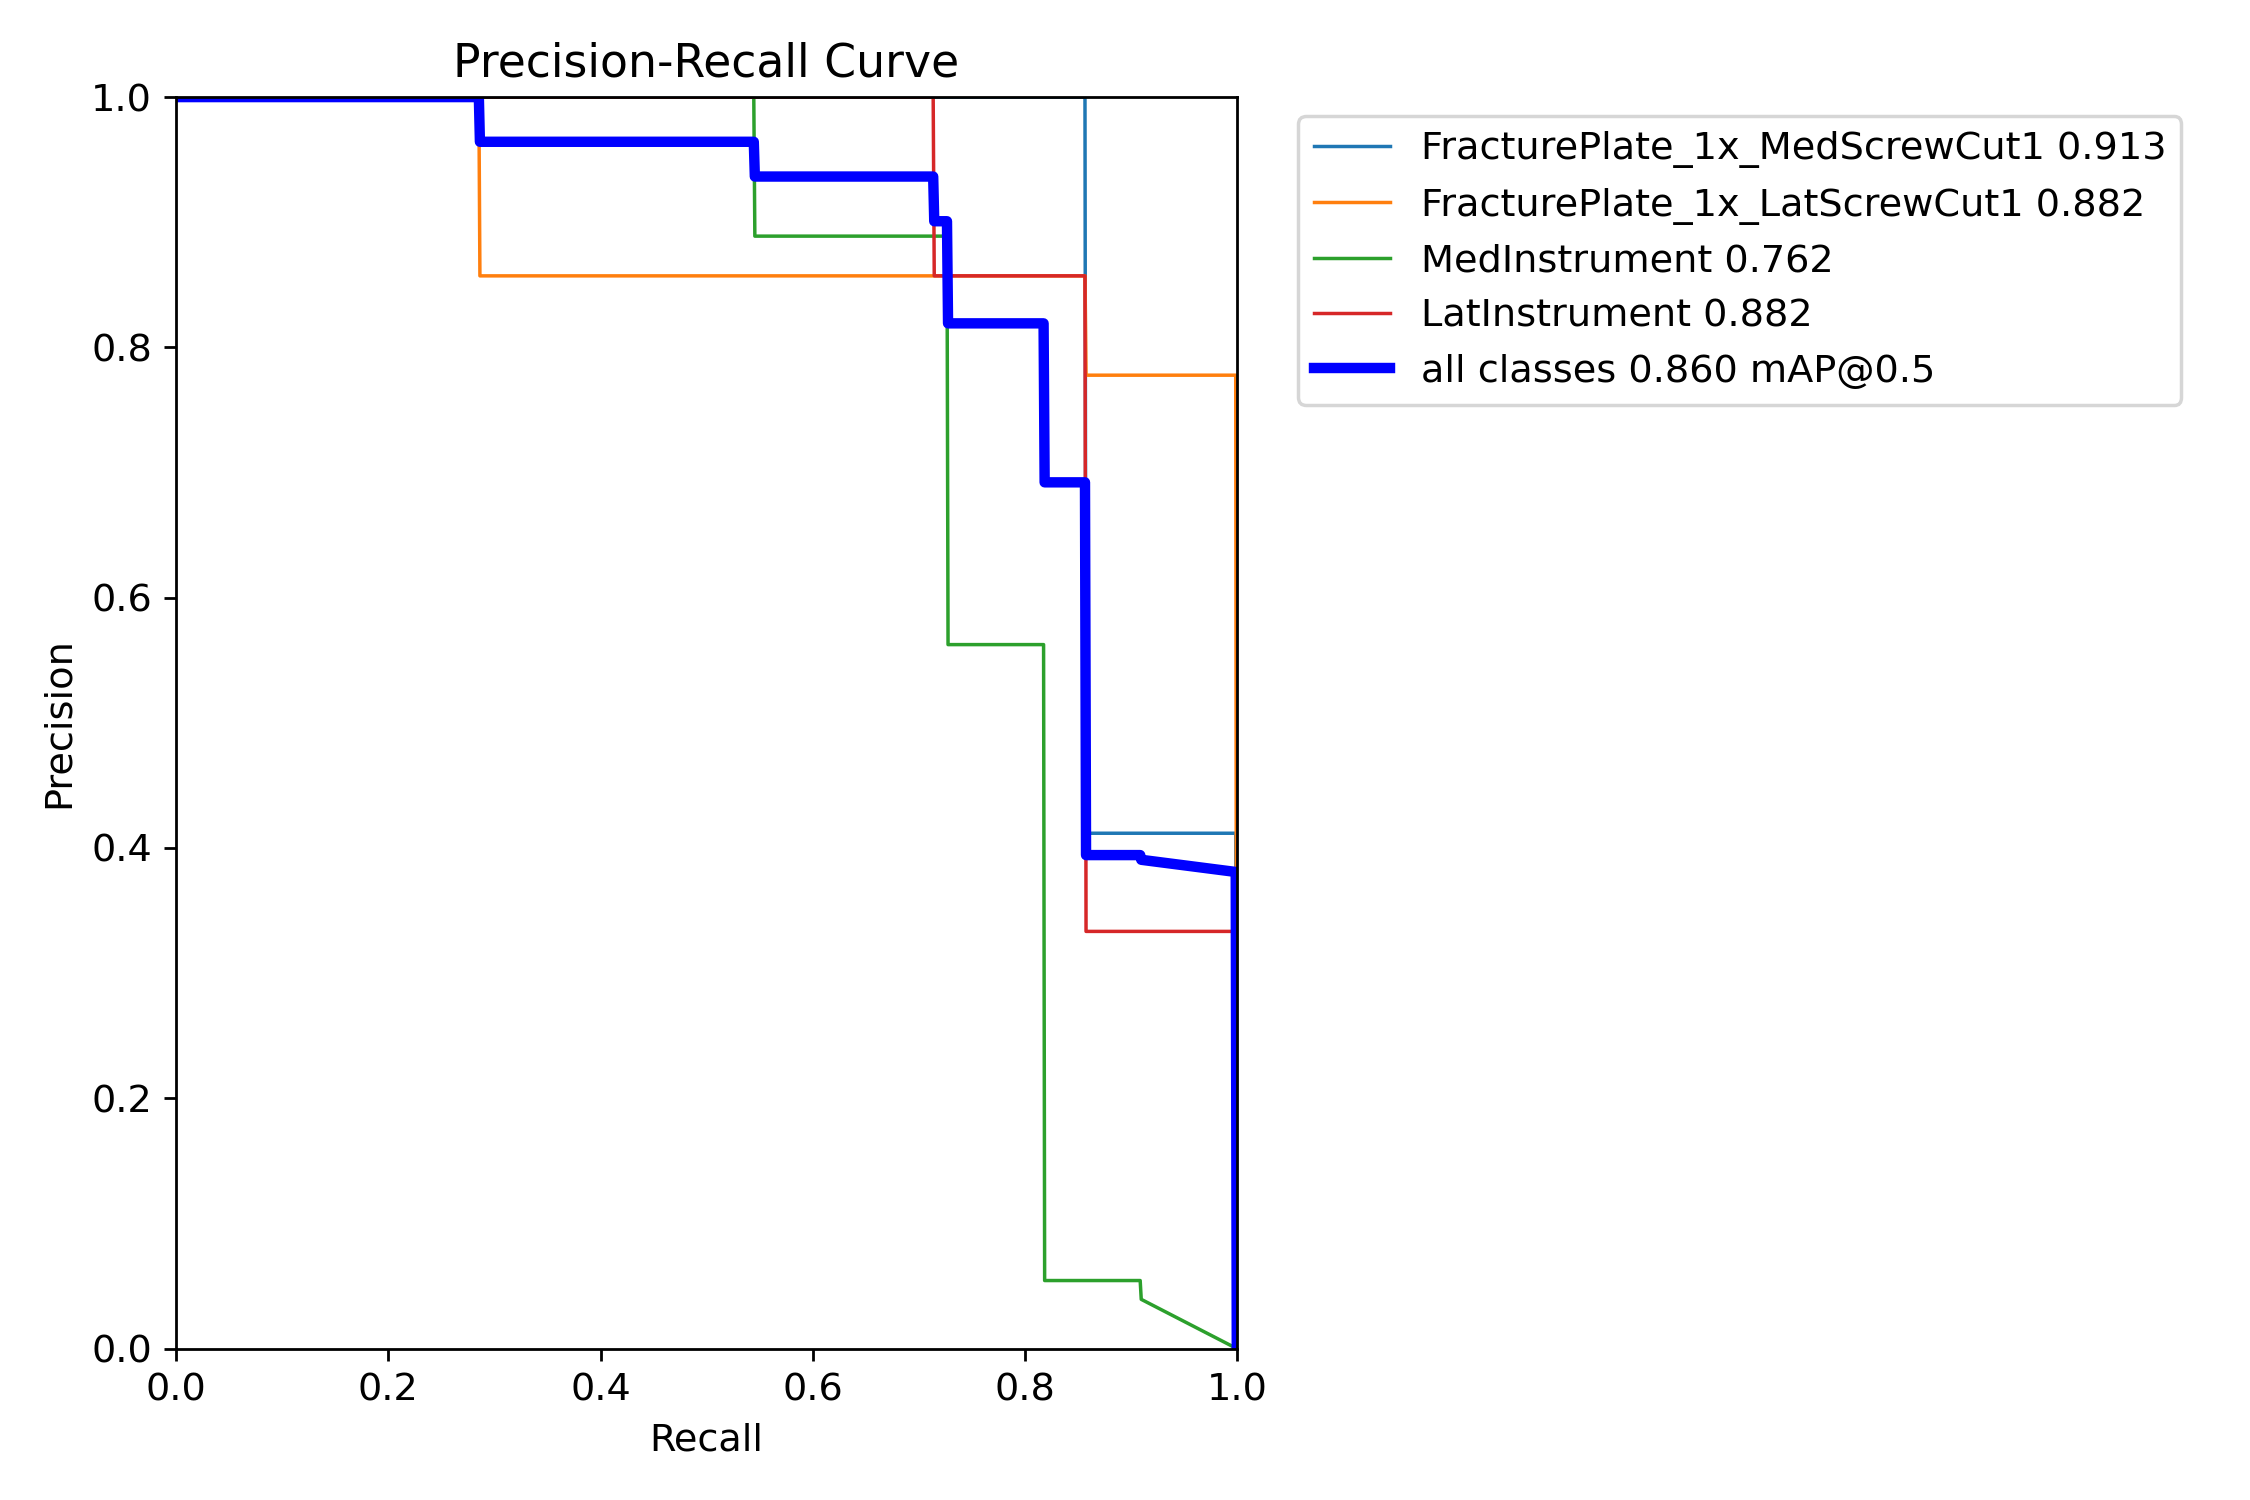 Precision-Recall Curve
1.0
0.8
0.6
0.4
0.2
0.0
Precision
0.0 0.2 0.4 0.6 0.8 1.0
Recall
FracturePlate_1x_MedScrewCut1 0.913
FracturePlate_1x_LatScrewCut1 0.882
MedInstrument 0.762
LatInstrument 0.882
all classes 0.860 mAP@0.5